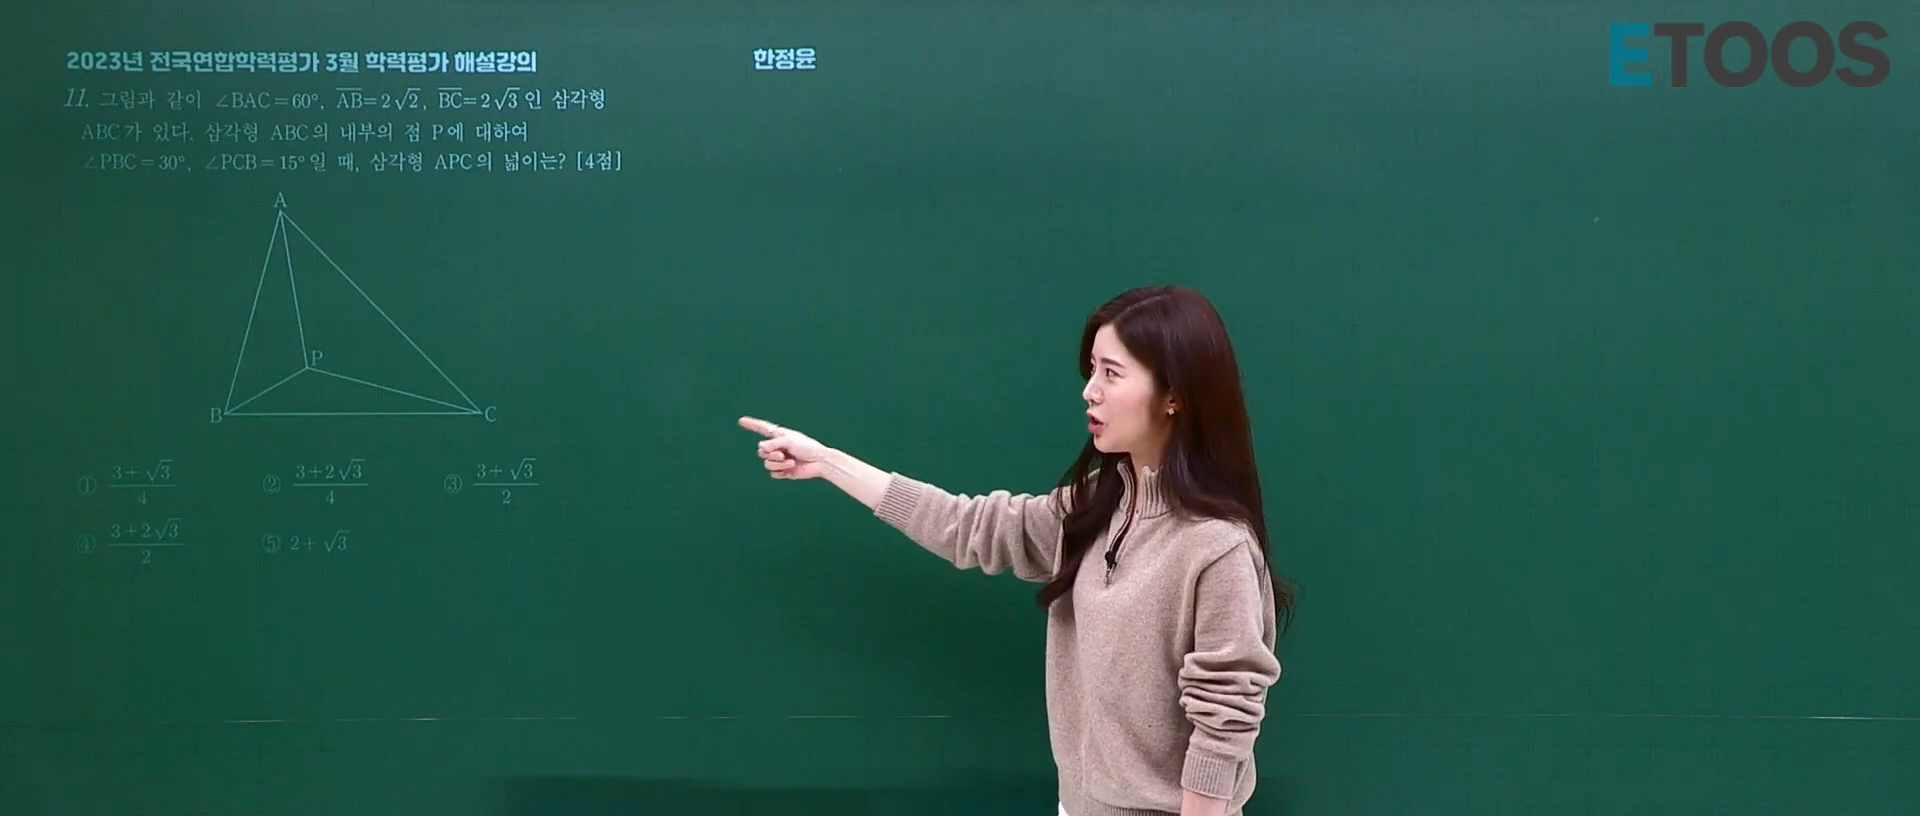 ETOOS
2023년 전국연합학력평가 3월 학력평가 해설강의
한정윤
11. 그림과 같이 ∠BAC=60°, AB=2√2, BC=2√3인 삼각형
ABC가 있다. 삼각형 ABC의 내부의 점 P에 대하여
∠PBC=30°, ∠PCB=15°일 때, 삼각형 APC의 넓이는? [4점]
A
P
B
C
① (3+√3)/4 ② (3+2√3)/4 ③ (3+√3)/2
④ (3+2√3)/2 ⑤ 2+√3